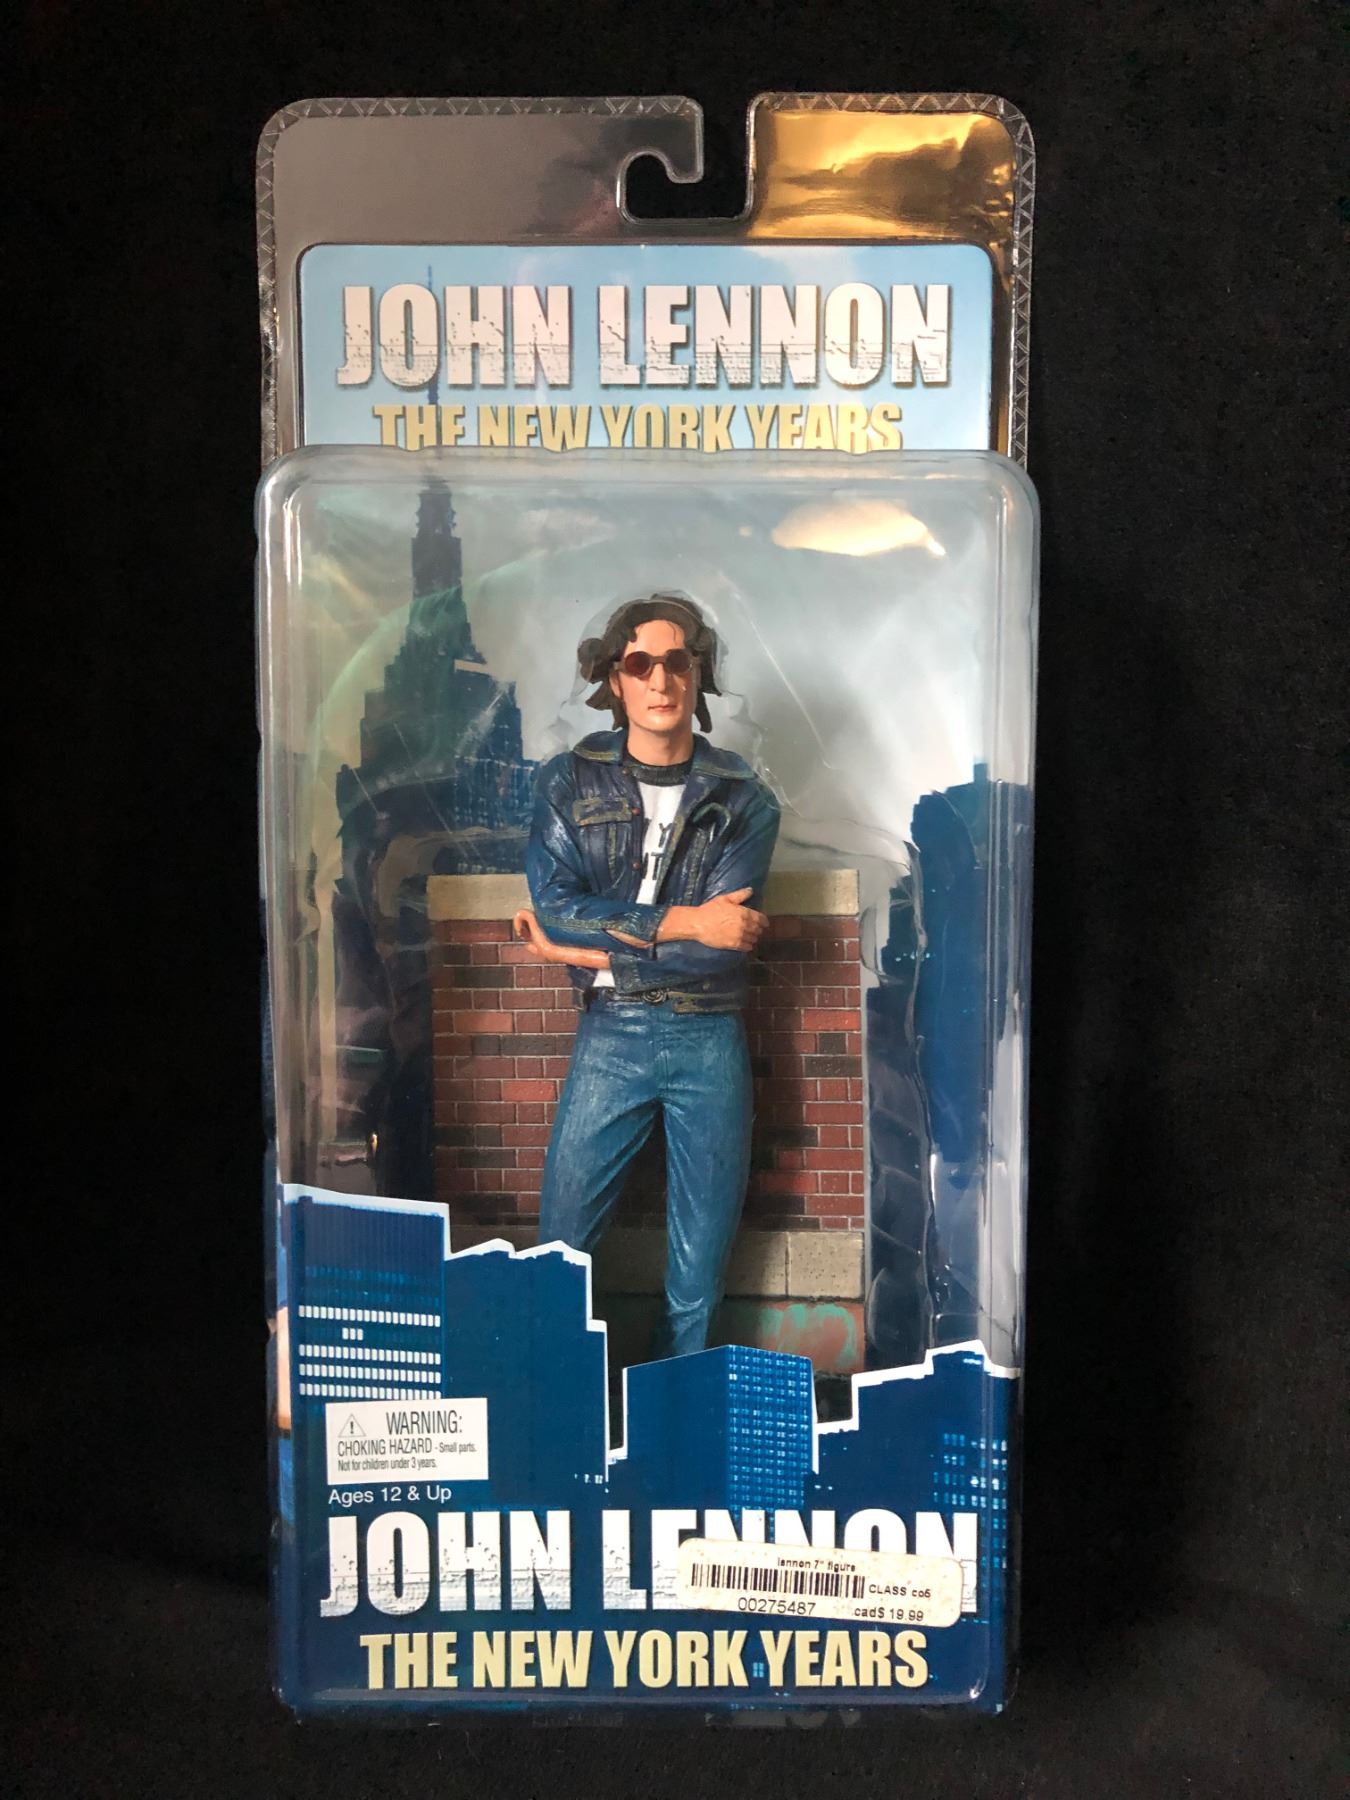 JOHN LENNON
THE NEW YORK YEARS
WARNING:
CHOKING HAZARD - Small parts.
Not for children under 3 years.
Ages 12 & Up
JOHN LENNON
lennon 7" figure
CLASS co5
00275487
cad$ 19.99
THE NEW YORK YEARS